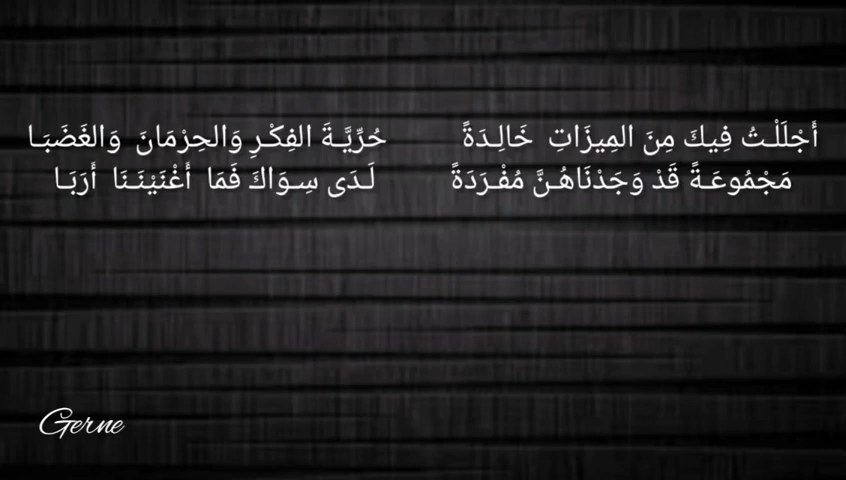 أَجْلَلْتُ فِيكَ مِنَ المِيزَاتِ خَالِدَةً حُرِّيَّةَ الفِكْرِ وَالحِرْمَانَ وَالغَضَبَا
مَجْمُوعَةً قَدْ وَجَدْنَاهُنَّ مُفْرَدَةً لَدَى سِوَاكَ فَمَا أَغْنَيْنَنَا أَرَبَا
Gerne